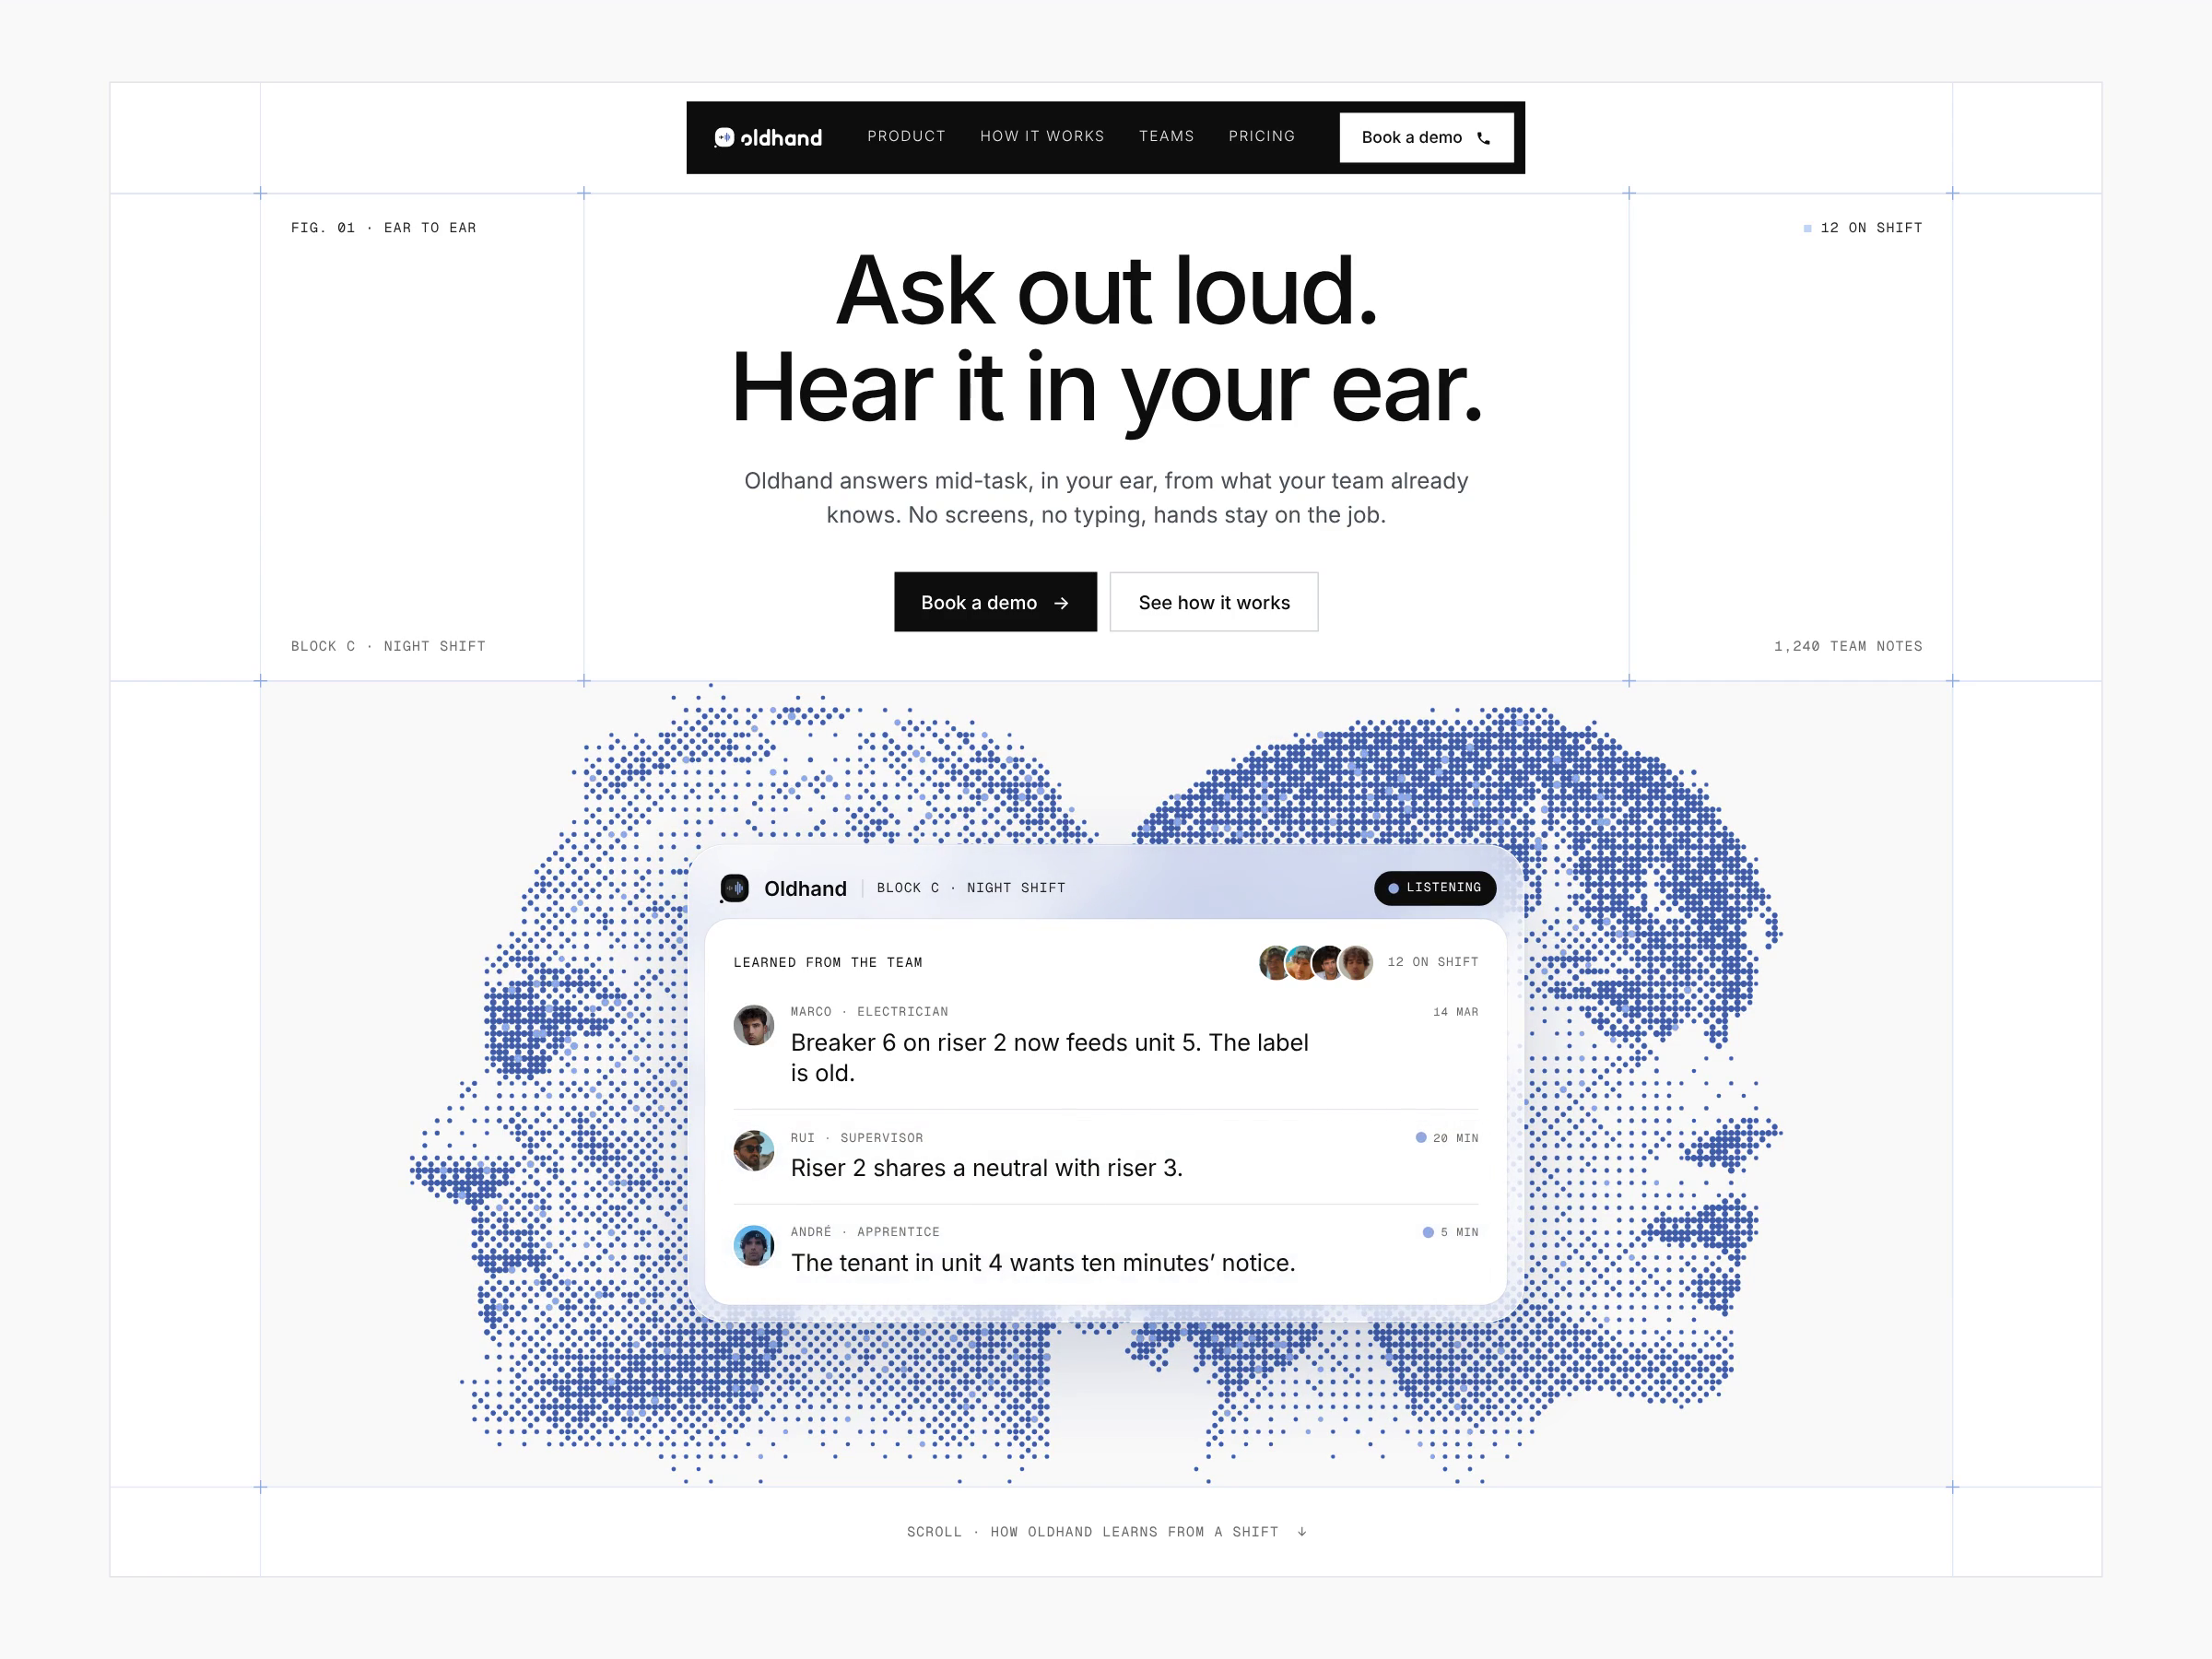 oldhand PRODUCT HOW IT WORKS TEAMS PRICING Book a demo
FIG. 01 · EAR TO EAR
12 ON SHIFT
Ask out loud.
Hear it in your ear.
Oldhand answers mid-task, in your ear, from what your team already
knows. No screens, no typing, hands stay on the job.
Book a demo → See how it works
BLOCK C · NIGHT SHIFT
1,240 TEAM NOTES
Oldhand BLOCK C · NIGHT SHIFT LISTENING
LEARNED FROM THE TEAM 12 ON SHIFT
MARCO · ELECTRICIAN 14 MAR
Breaker 6 on riser 2 now feeds unit 5. The label
is old.
RUI · SUPERVISOR 20 MIN
Riser 2 shares a neutral with riser 3.
ANDRÉ · APPRENTICE 5 MIN
The tenant in unit 4 wants ten minutes’ notice.
SCROLL · HOW OLDHAND LEARNS FROM A SHIFT ↓